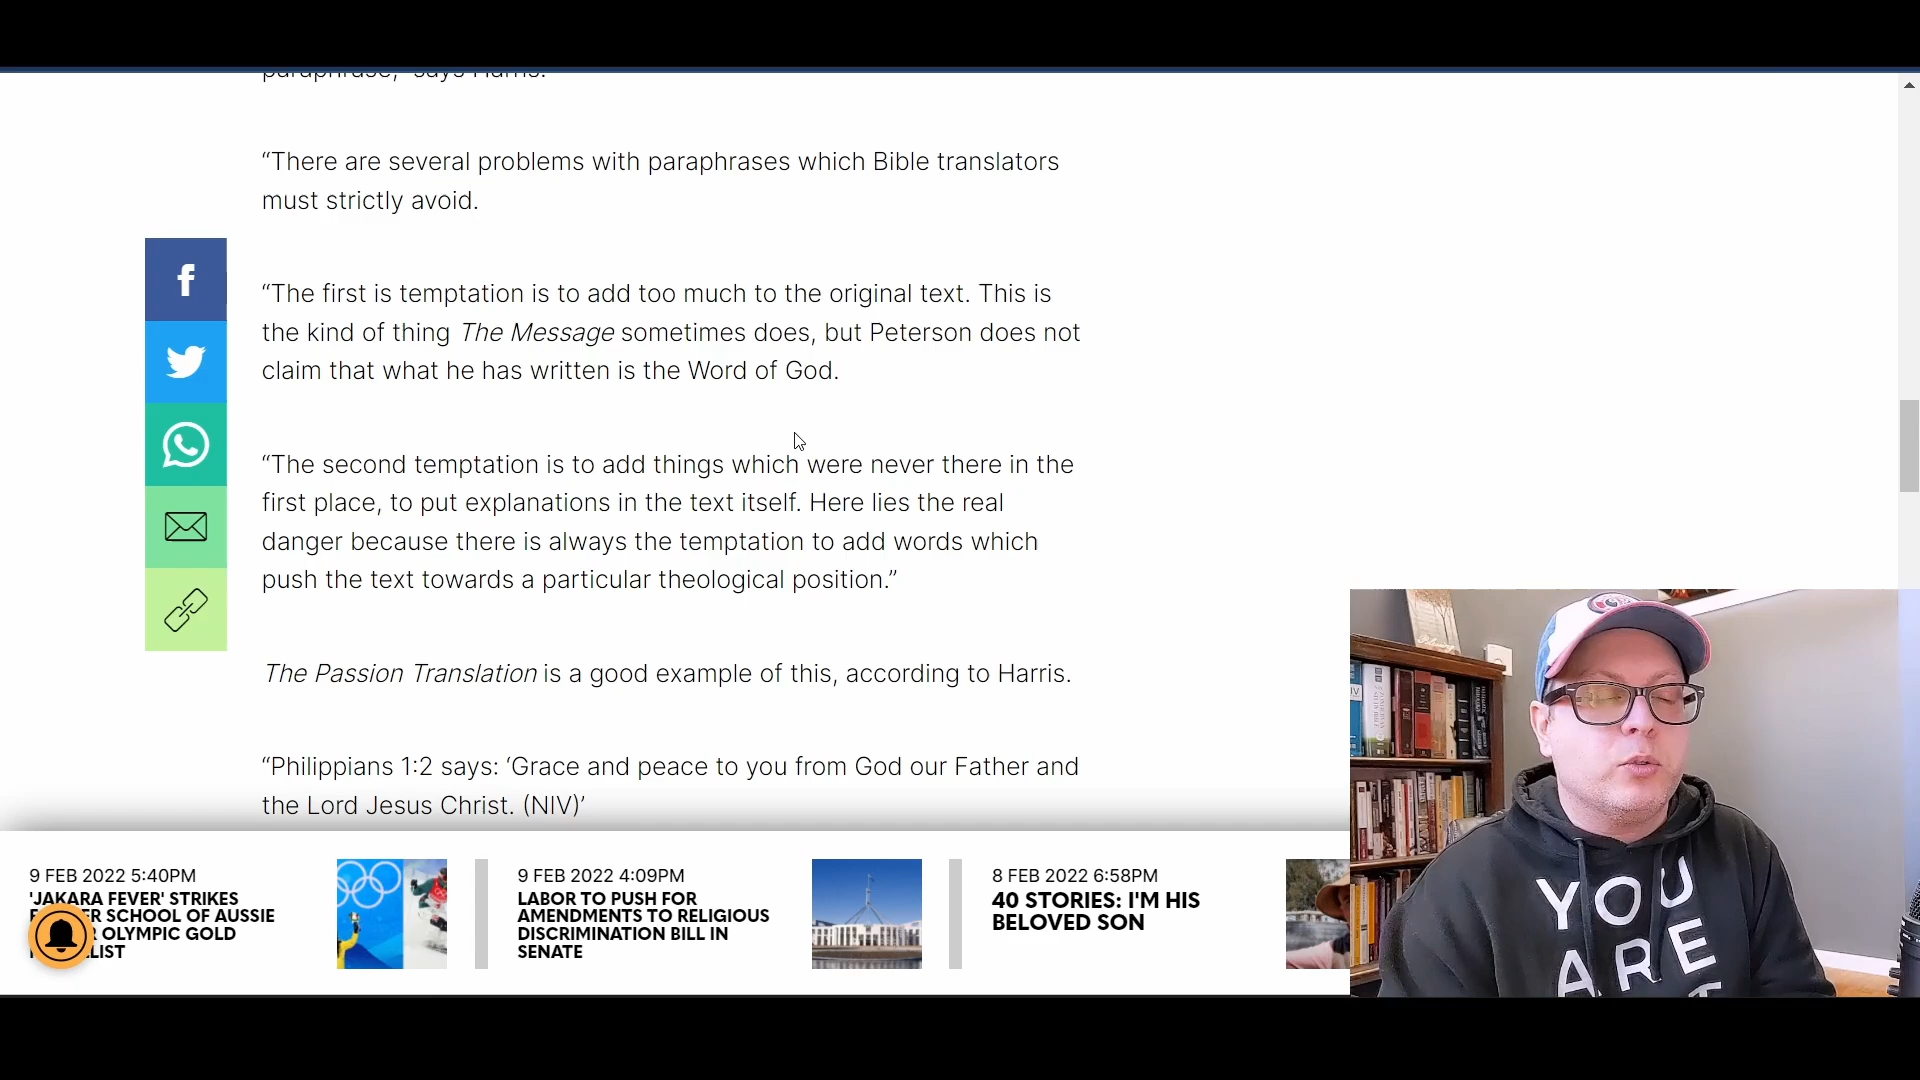 paraphrase," says Harris.
“There are several problems with paraphrases which Bible translators
must strictly avoid.
“The first is temptation is to add too much to the original text. This is
the kind of thing The Message sometimes does, but Peterson does not
claim that what he has written is the Word of God.
“The second temptation is to add things which were never there in the
first place, to put explanations in the text itself. Here lies the real
danger because there is always the temptation to add words which
push the text towards a particular theological position.”
The Passion Translation is a good example of this, according to Harris.
“Philippians 1:2 says: ‘Grace and peace to you from God our Father and
the Lord Jesus Christ. (NIV)’
9 FEB 2022 5:40PM
'JAKARA FEVER' STRIKES
SCHOOL OF AUSSIE
OLYMPIC GOLD
9 FEB 2022 4:09PM
LABOR TO PUSH FOR
AMENDMENTS TO RELIGIOUS
DISCRIMINATION BILL IN
SENATE
8 FEB 2022 6:58PM
40 STORIES: I'M HIS
BELOVED SON
YOU
ARE